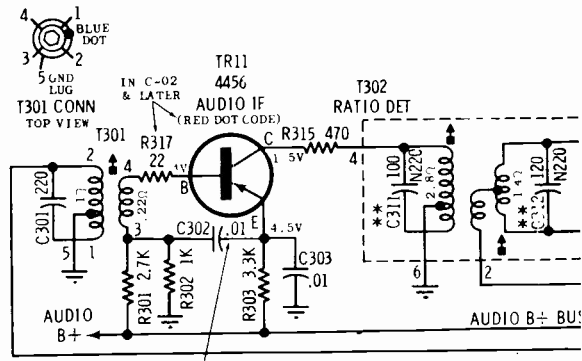 4 1
BLUE
DOT
3 2
5 GND
LUG
T301 CONN
TOP VIEW
IN C-02
& LATER
TR11
4456
AUDIO IF
(RED DOT CODE)
T302
RATIO DET
T301
R317
22
R315 470
C
1 5V
4
B
4V
E
4.5V
2
4
220
C301
1Ω
.22Ω
5
1
3
C302
.01
R301 2.7K
R302 1K
R303 3.3K
C303
.01
**
C311
100
N220
2.8Ω
6
1.4Ω
**
C312
120
N220
2
AUDIO
B+
AUDIO B+ BUS